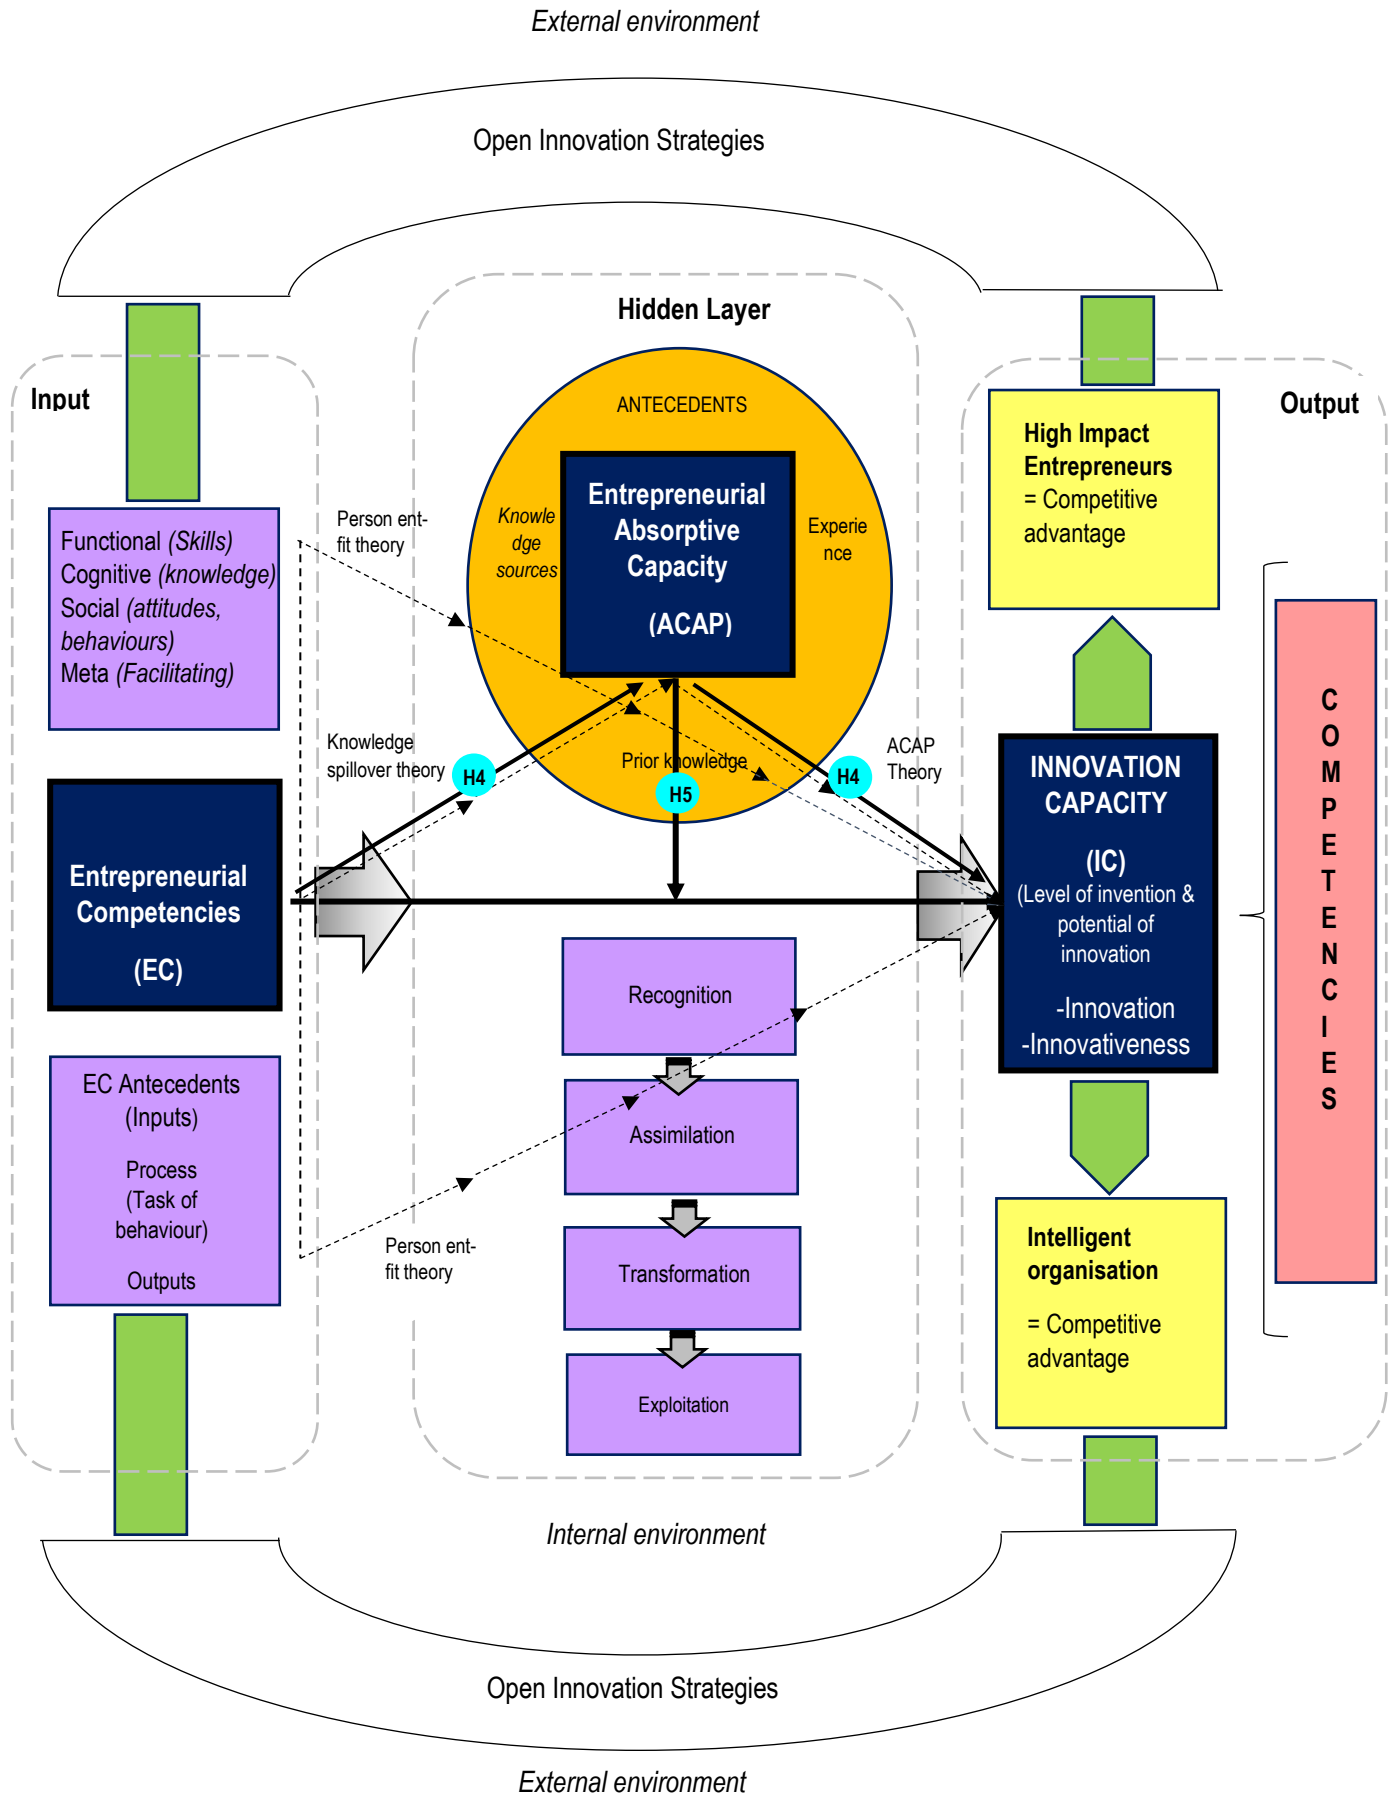 External environment
Open Innovation Strategies
Input
Functional (Skills)
Cognitive (knowledge)
Social (attitudes,
behaviours)
Meta (Facilitating)
Entrepreneurial
Competencies
(EC)
EC Antecedents
(Inputs)
Process
(Task of
behaviour)
Outputs
Person ent-
fit theory
Knowledge
spillover theory
H4
Person ent-
fit theory
Hidden Layer
ANTECEDENTS
Knowle
dge
sources
Entrepreneurial
Absorptive
Capacity
(ACAP)
Experie
nce
Prior knowledge
H5
H4
ACAP
Theory
Recognition
Assimilation
Transformation
Exploitation
Output
High Impact
Entrepreneurs
= Competitive
advantage
INNOVATION
CAPACITY
(IC)
(Level of invention &
potential of
innovation
-Innovation
-Innovativeness
Intelligent
organisation
= Competitive
advantage
C
O
M
P
E
T
E
N
C
I
E
S
Internal environment
Open Innovation Strategies
External environment